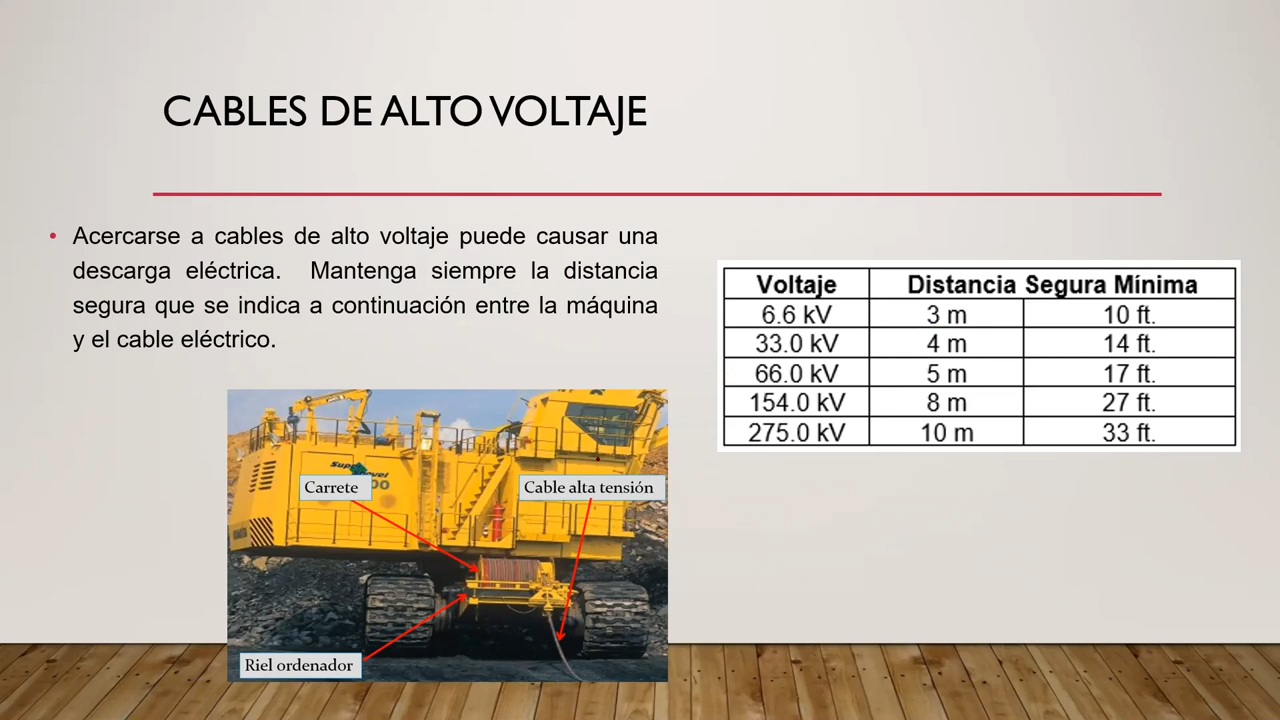 CABLES DE ALTO VOLTAJE
• Acercarse a cables de alto voltaje puede causar una
descarga eléctrica. Mantenga siempre la distancia
segura que se indica a continuación entre la máquina
y el cable eléctrico.
Voltaje Distancia Segura Mínima
6.6 kV 3 m 10 ft.
33.0 kV 4 m 14 ft.
66.0 kV 5 m 17 ft.
154.0 kV 8 m 27 ft.
275.0 kV 10 m 33 ft.
Carrete
Cable alta tensión
Riel ordenador